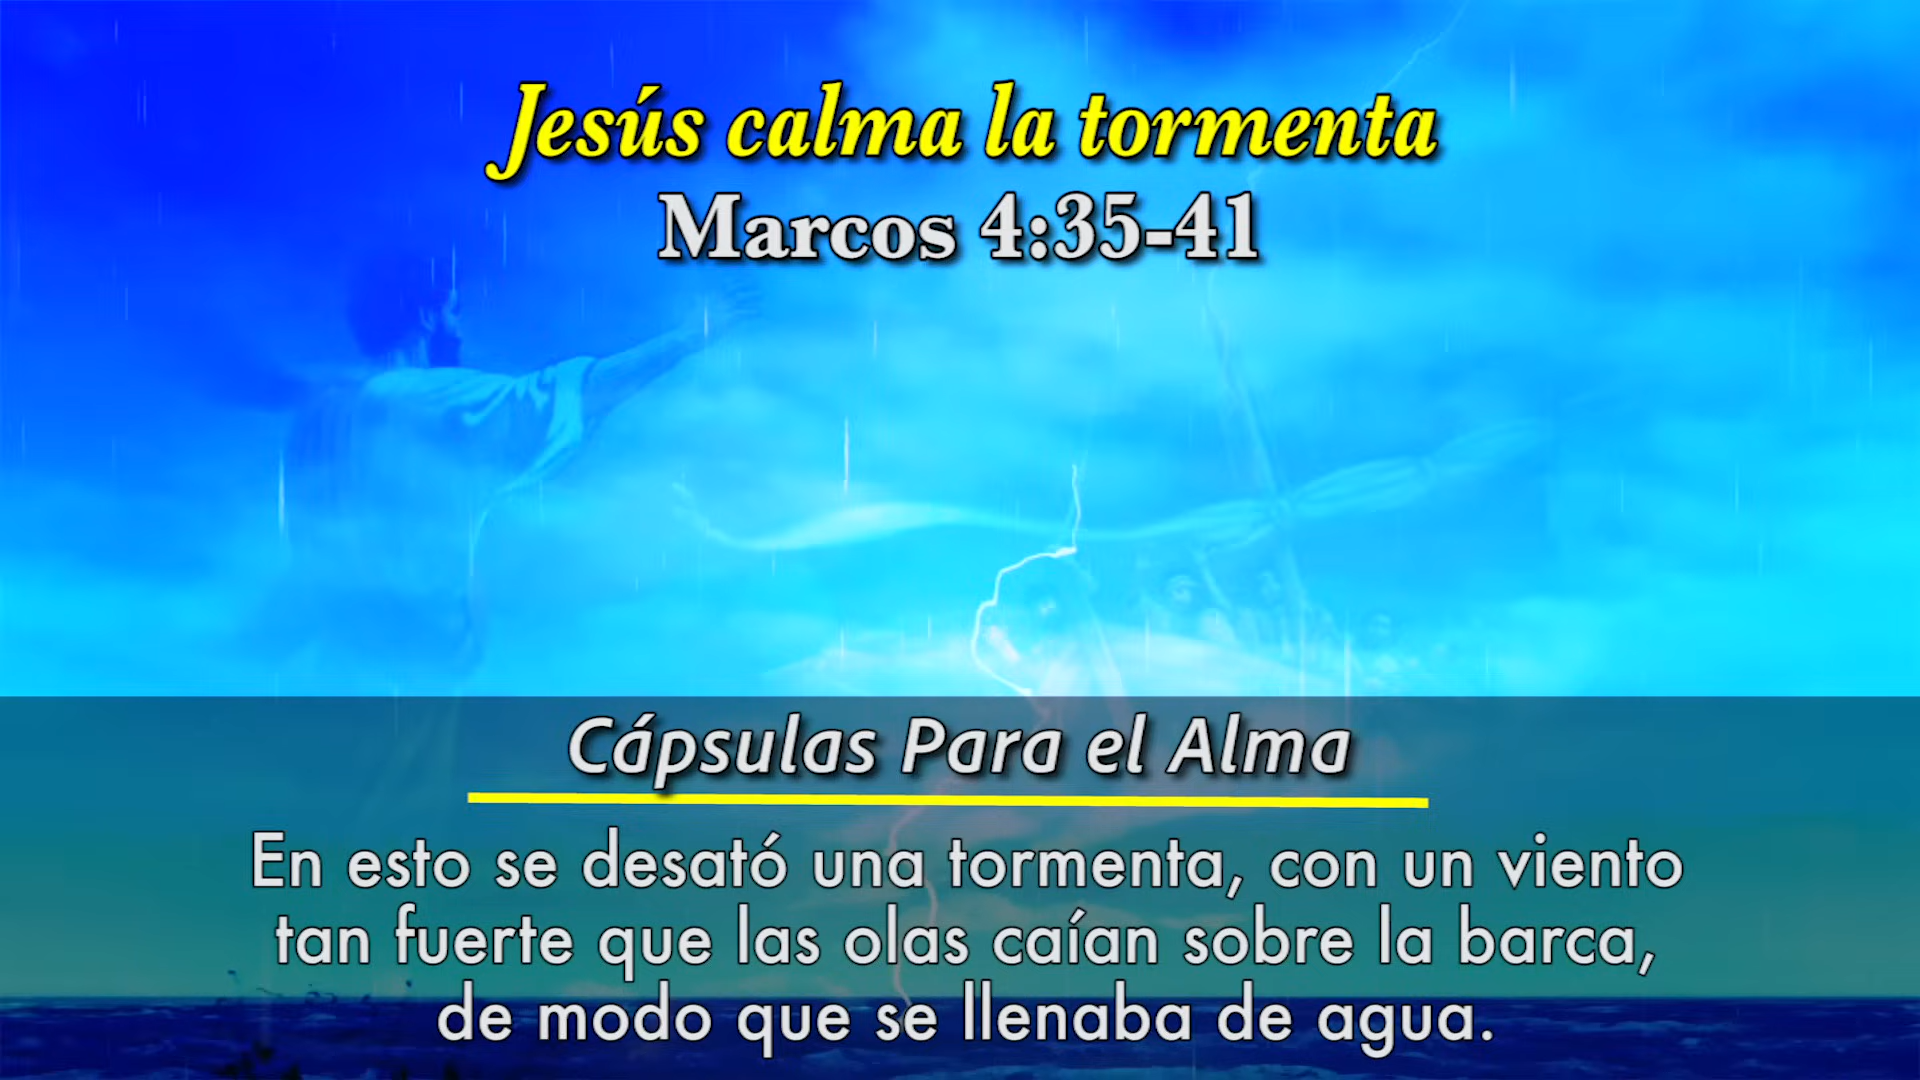 Jesús calma la tormenta
Marcos 4:35-41
Cápsulas Para el Alma
En esto se desató una tormenta, con un viento
tan fuerte que las olas caían sobre la barca,
de modo que se llenaba de agua.